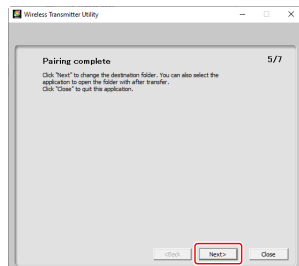 Wireless Transmitter Utility
Pairing complete
5/7
Click "Next" to change the destination folder. You can also select the
application to open the folder with after transfer.
Click "Close" to quit this application.
<Back
Next>
Close